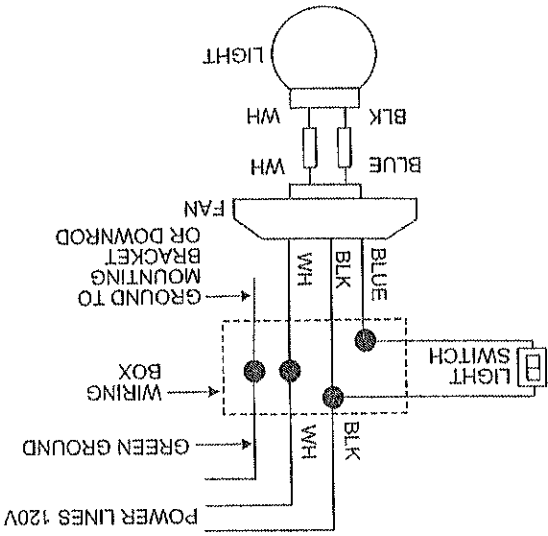 POWER LINES 120V
BLK
WH
GREEN GROUND
WIRING
BOX
LIGHT
SWITCH
GROUND TO
MOUNTING
BRACKET
OR DOWNROD
BLUE
BLK
WH
FAN
BLUE
WH
BLK
WH
LIGHT